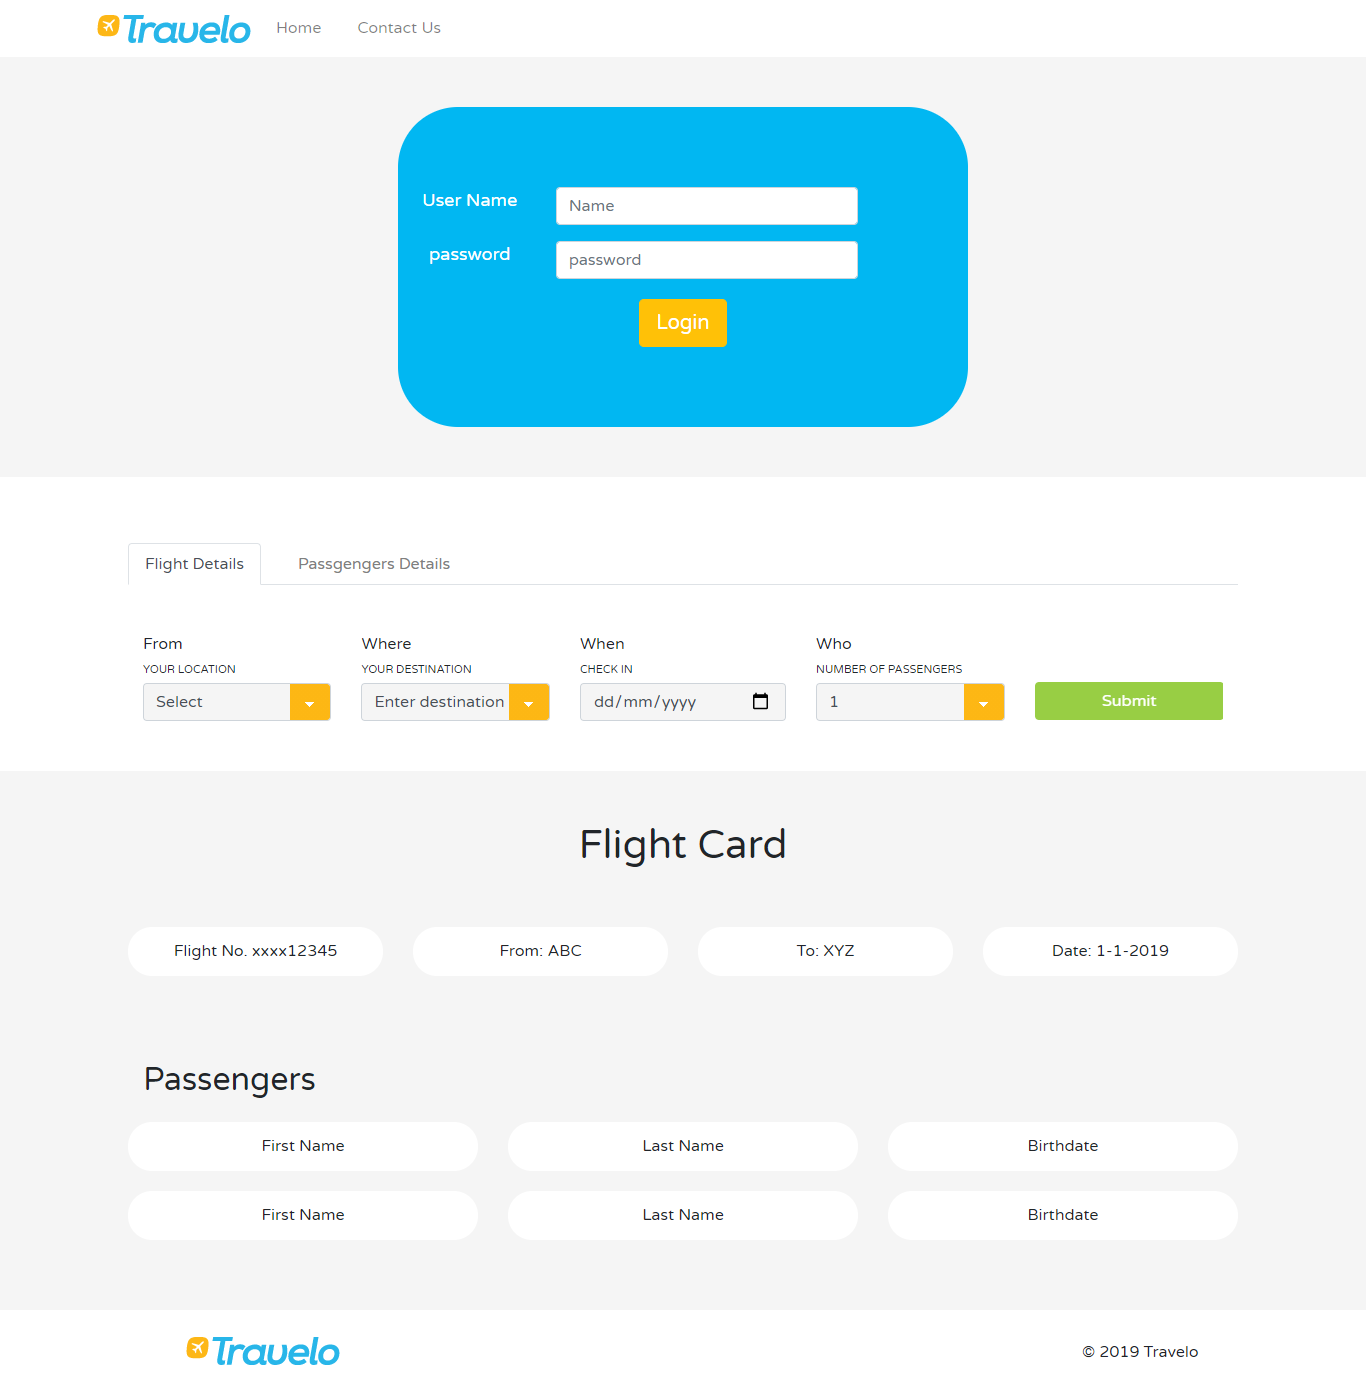 Travelo Home Contact Us
User Name Name
password password
Login
Flight Details Passgengers Details
From Where When Who
YOUR LOCATION YOUR DESTINATION CHECK IN NUMBER OF PASSENGERS
Select Enter destination dd/mm/yyyy 1 Submit
Flight Card
Flight No. xxxx12345 From: ABC To: XYZ Date: 1-1-2019
Passengers
First Name Last Name Birthdate
First Name Last Name Birthdate
Travelo © 2019 Travelo